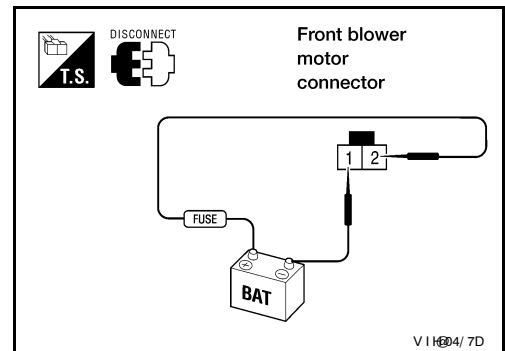 T.S.
DISCONNECT
Front blower
motor
connector
1 2
FUSE
BAT